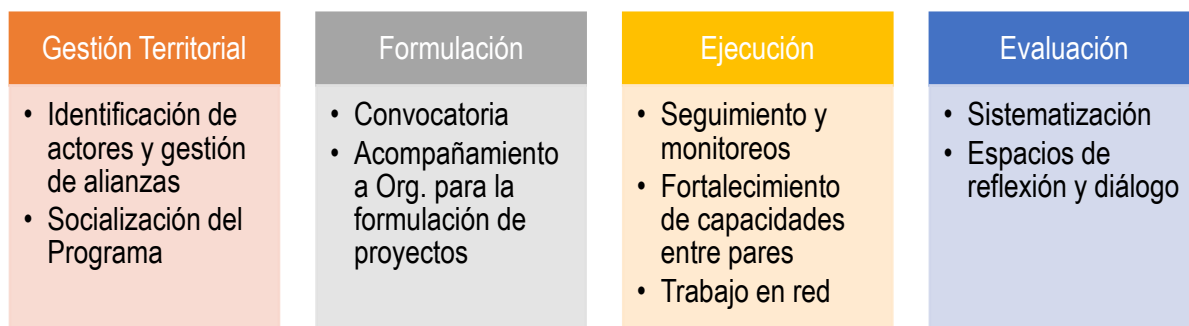 Gestión Territorial
• Identificación de
actores y gestión
de alianzas
• Socialización del
Programa
Formulación
• Convocatoria
• Acompañamiento
a Org. para la
formulación de
proyectos
Ejecución
• Seguimiento y
monitoreos
• Fortalecimiento
de capacidades
entre pares
• Trabajo en red
Evaluación
• Sistematización
• Espacios de
reflexión y diálogo